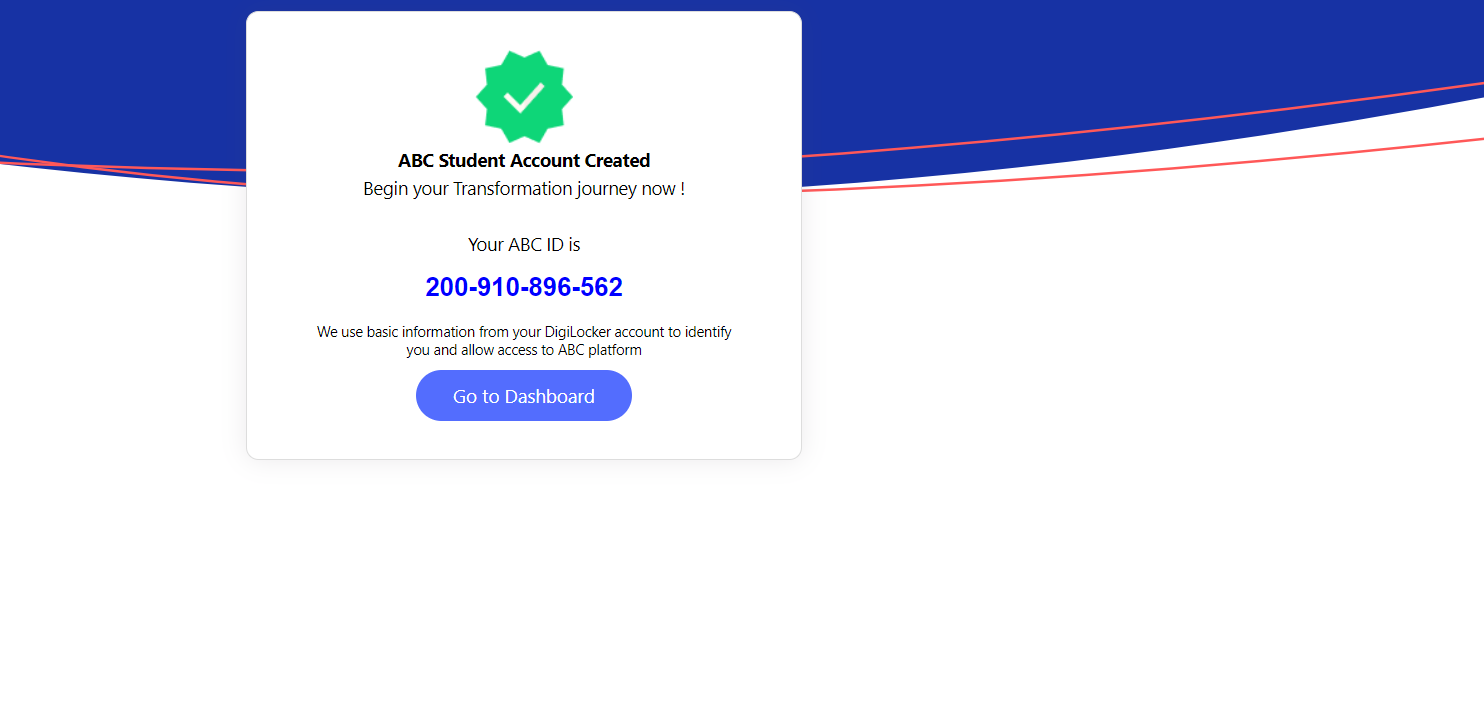 ABC Student Account Created
Begin your Transformation journey now !
Your ABC ID is
200-910-896-562
We use basic information from your DigiLocker account to identify
you and allow access to ABC platform
Go to Dashboard